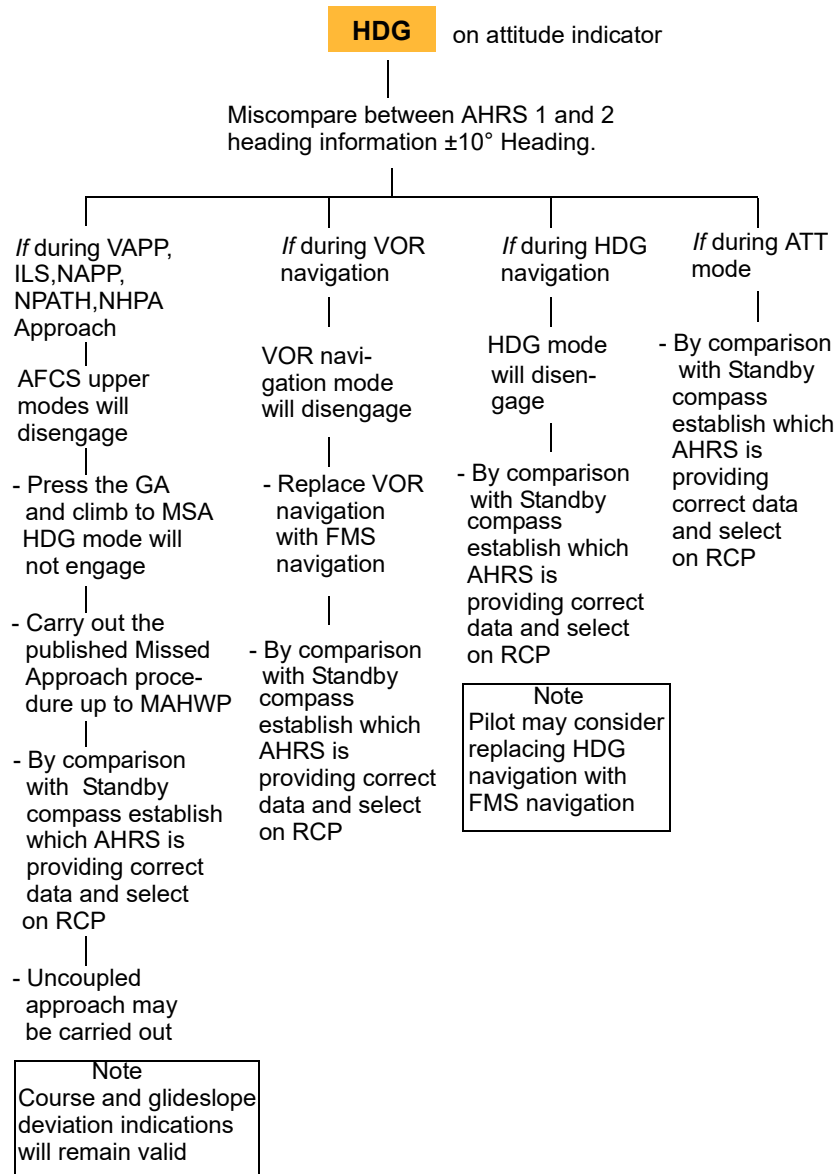 HDG on attitude indicator
Miscompare between AHRS 1 and 2
heading information ±10° Heading.
If during VAPP,
ILS,NAPP,
NPATH,NHPA
Approach
AFCS upper
modes will
disengage
- Press the GA
and climb to MSA
HDG mode will
not engage
- Carry out the
published Missed
Approach proce-
dure up to MAHWP
- By comparison
with Standby
compass establish
which AHRS is
providing correct
data and select
on RCP
- Uncoupled
approach may
be carried out
Note
Course and glideslope
deviation indications
will remain valid
If during VOR
navigation
VOR navi-
gation mode
will disengage
- Replace VOR
navigation
with FMS
navigation
- By comparison
with Standby
compass
establish which
AHRS is
providing correct
data and select
on RCP
If during HDG
navigation
HDG mode
will disen-
gage
- By comparison
with Standby
compass
establish which
AHRS is
providing correct
data and select
on RCP
Note
Pilot may consider
replacing HDG
navigation with
FMS navigation
If during ATT
mode
- By comparison
with Standby
compass
establish which
AHRS is
providing
correct data
and select
on RCP